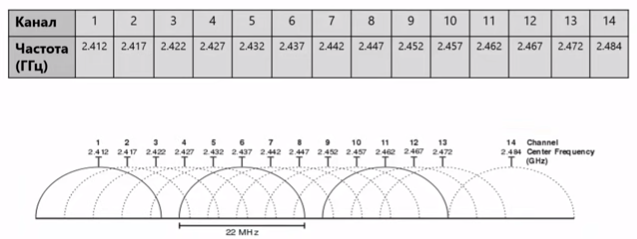 Канал 1 2 3 4 5 6 7 8 9 10 11 12 13 14
Частота (ГГц) 2.412 2.417 2.422 2.427 2.432 2.437 2.442 2.447 2.452 2.457 2.462 2.467 2.472 2.484
1 2 3 4 5 6 7 8 9 10 11 12 13 14 Channel
2.412 2.417 2.422 2.427 2.432 2.437 2.442 2.447 2.452 2.457 2.462 2.467 2.472 2.484 Center Frequency
(GHz)
22 MHz